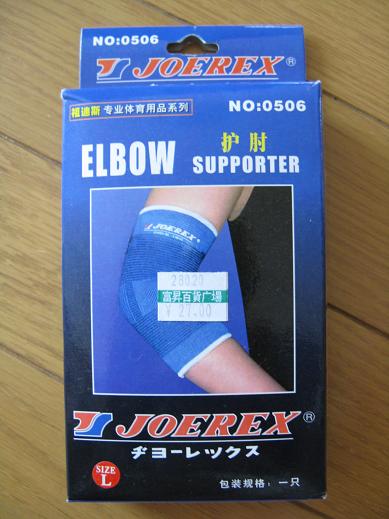 NO:0506
JOEREX®
祖迪斯 专业体育用品系列
NO:0506
ELBOW 护肘
SUPPORTER
JOEREX®
28020
富昇百貨广場
¥27.00
JOEREX®
ヂョーレックス
SIZE
L
包装规格：一只